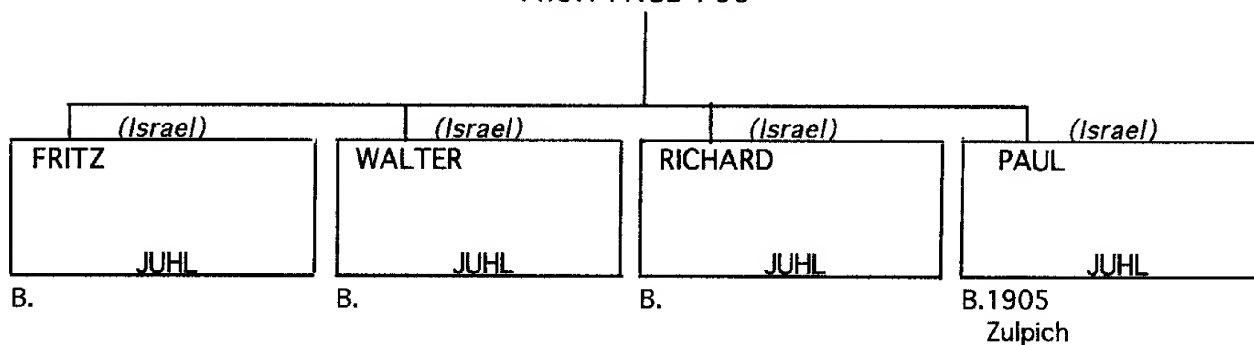 (Israel) (Israel) (Israel) (Israel)
FRITZ WALTER RICHARD PAUL
JUHL JUHL JUHL JUHL
B. B. B. B.1905
Zulpich